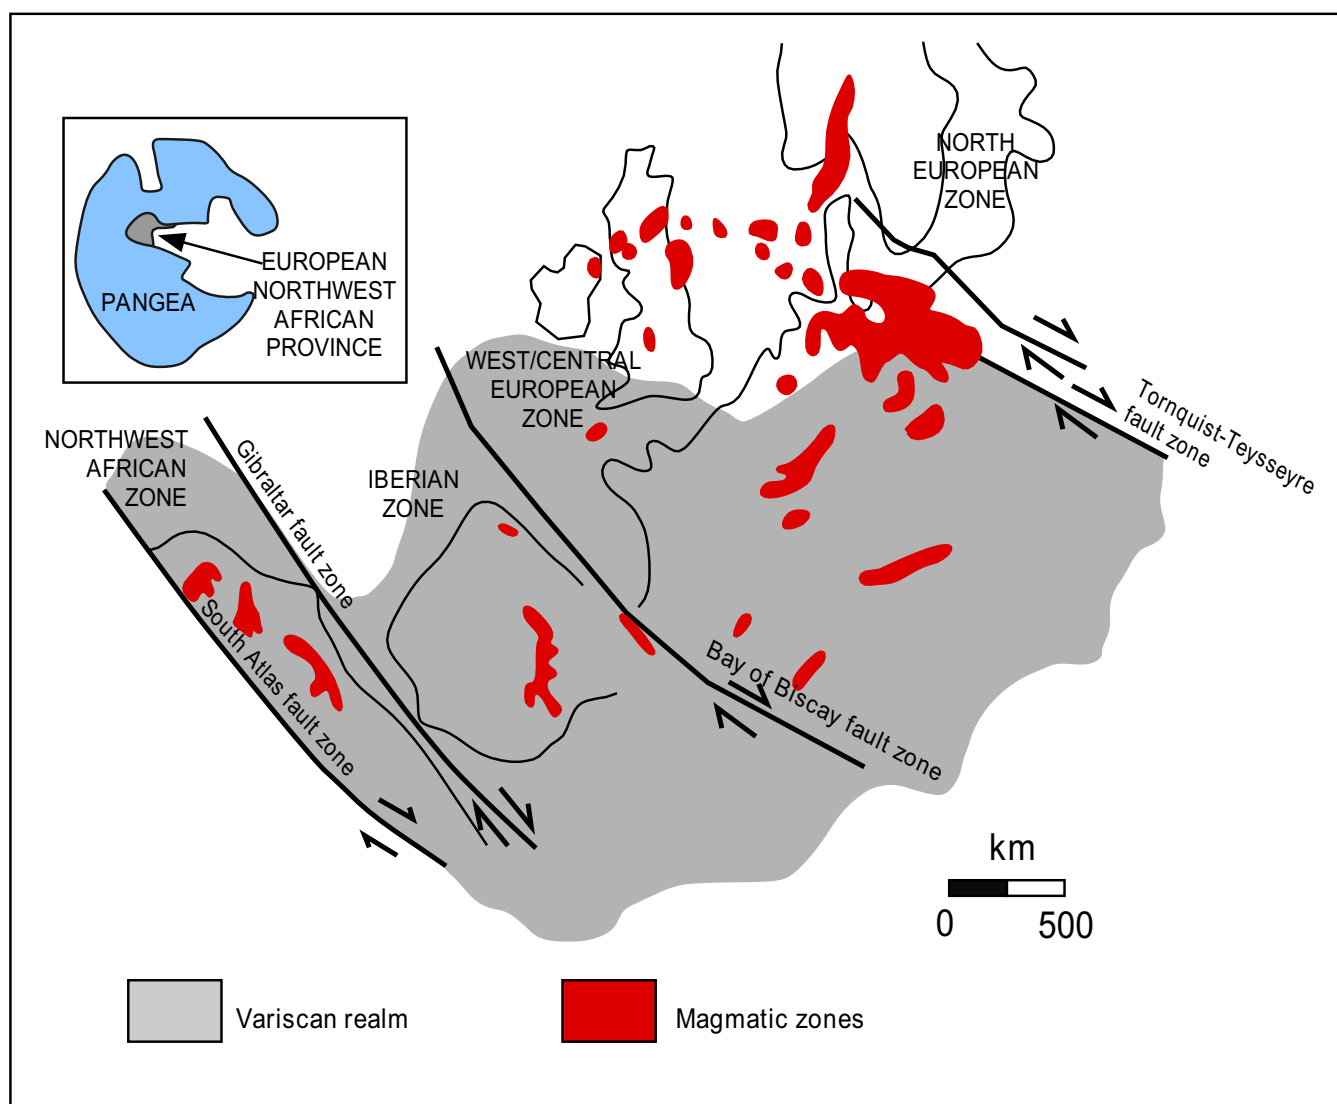 NORTH
EUROPEAN
ZONE
EUROPEAN
NORTHWEST
AFRICAN
PROVINCE
PANGEA
WEST/CENTRAL
EUROPEAN
ZONE
Tornquist-Teysseyre
fault zone
NORTHWEST
AFRICAN
ZONE
Gibraltar fault zone
IBERIAN
ZONE
South Atlas fault zone
Bay of Biscay fault zone
km
0 500
Variscan realm
Magmatic zones